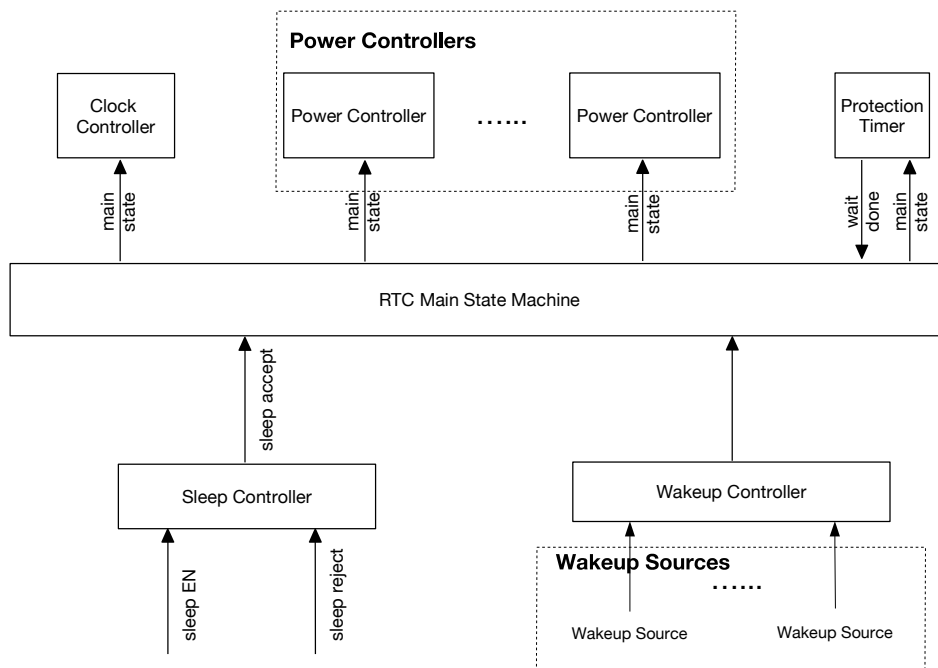 Power Controllers
Clock
Controller
Power Controller
......
Power Controller
Protection
Timer
main
state
main
state
main
state
wait
done
main
state
RTC Main State Machine
sleep accept
Sleep Controller
Wakeup Controller
sleep EN
sleep reject
Wakeup Sources
......
Wakeup Source
Wakeup Source